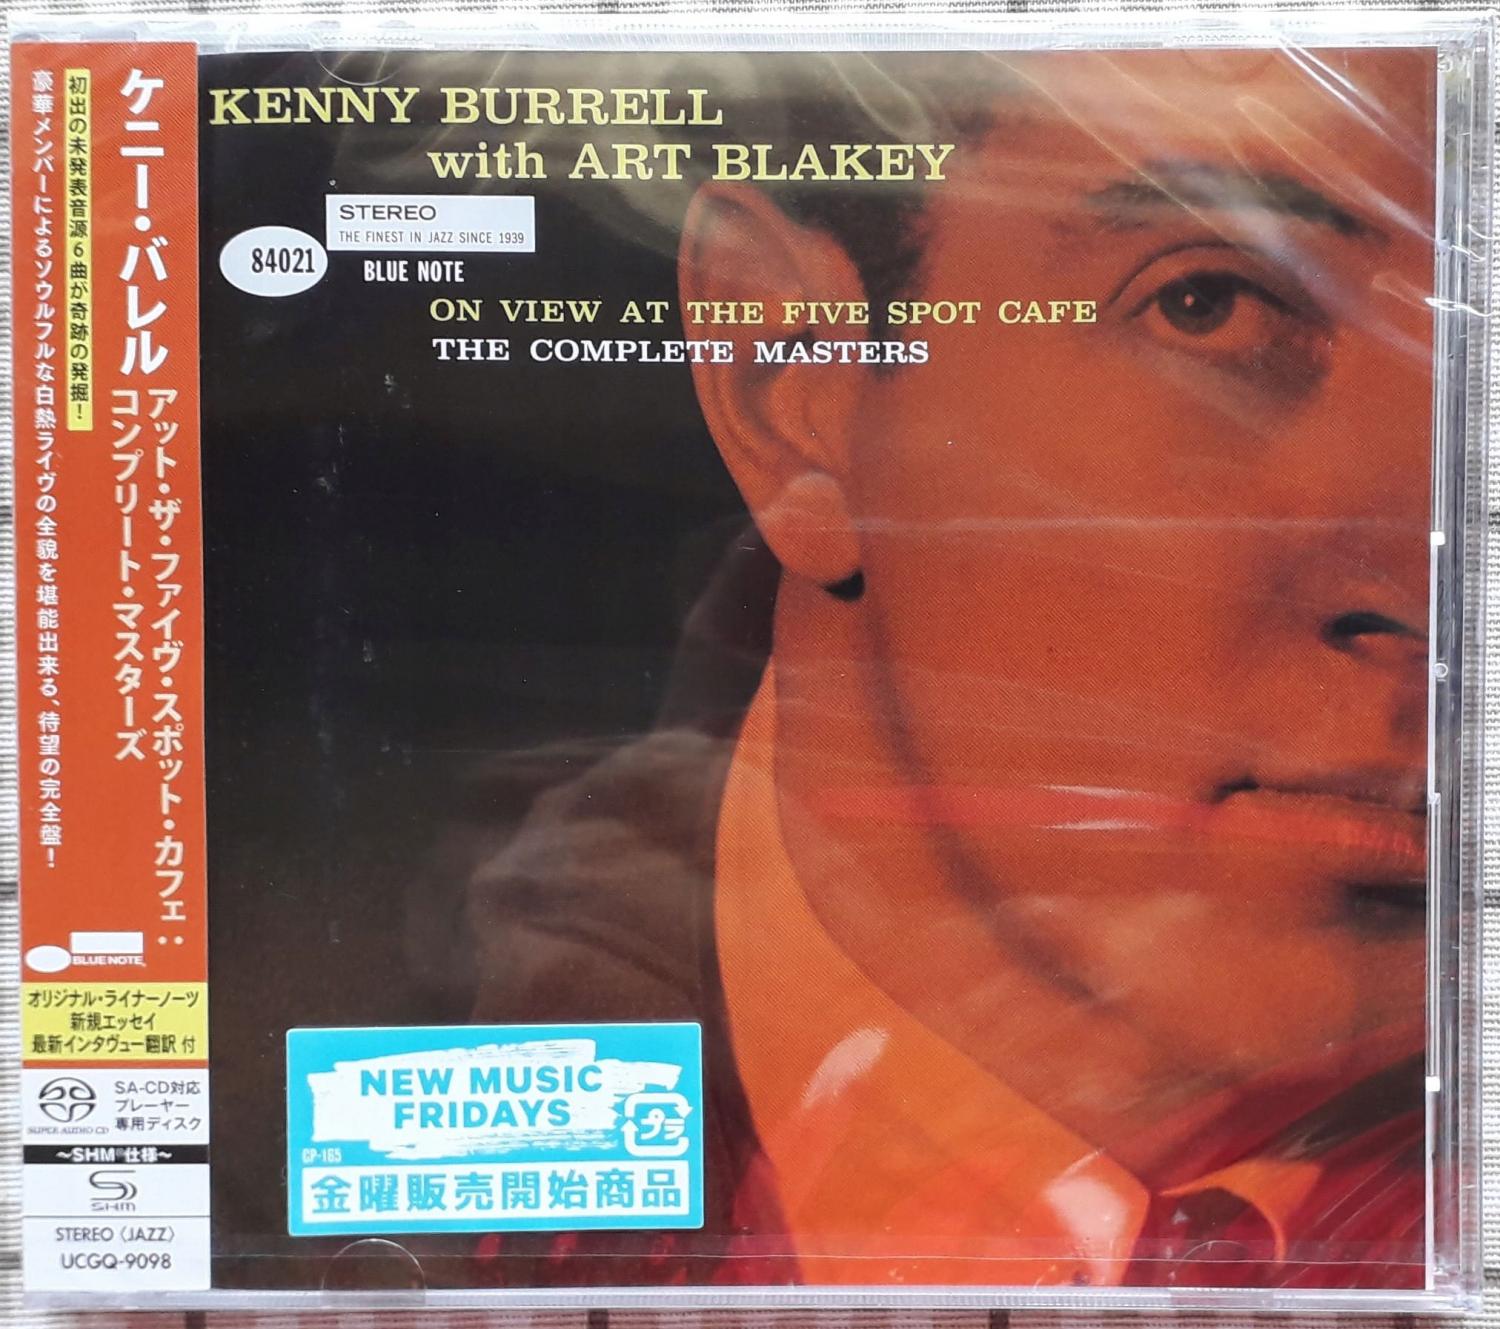 ケニー・バレル
アット・ザ・ファイヴ・スポット・カフェ:
コンプリート・マスターズ
初出の未発表音源6曲が奇跡の発掘!
豪華メンバーによるソウルフルな白熱ライヴの全貌を堪能出来る、待望の完全盤!
BLUE NOTE
オリジナル・ライナーノーツ
新規エッセイ
最新インタヴュー翻訳 付
SUPER AUDIO CD
SA-CD対応
プレーヤー
専用ディスク
～SHM®仕様～
SHM
STEREO〈JAZZ〉
UCGQ-9098
KENNY BURRELL
with ART BLAKEY
STEREO
THE FINEST IN JAZZ SINCE 1939
84021
BLUE NOTE
ON VIEW AT THE FIVE SPOT CAFE
THE COMPLETE MASTERS
NEW MUSIC
FRIDAYS
プラ
CP-165
金曜販売開始商品